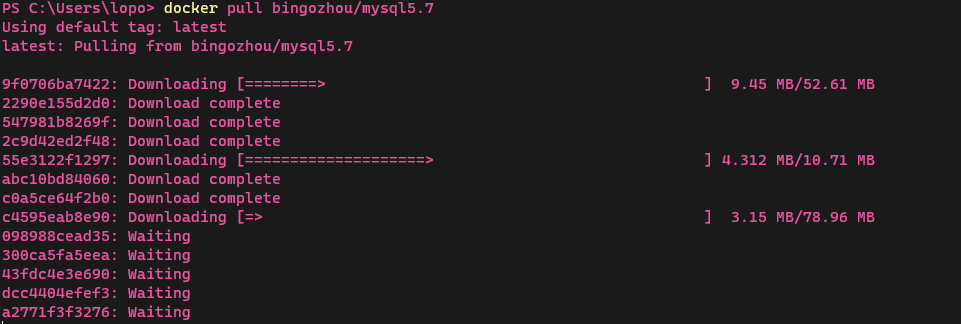 PS C:\Users\lopo> docker pull bingozhou/mysql5.7
Using default tag: latest
latest: Pulling from bingozhou/mysql5.7
9f0706ba7422: Downloading [========>                                          ]  9.45 MB/52.61 MB
2290e155d2d0: Download complete
547981b8269f: Download complete
2c9d42ed2f48: Download complete
55e3122f1297: Downloading [====================>                              ] 4.312 MB/10.71 MB
abc10bd84060: Download complete
c0a5ce64f2b0: Download complete
c4595eab8e90: Downloading [=>                                                 ]  3.15 MB/78.96 MB
098988cead35: Waiting
300ca5fa5eea: Waiting
43fdc4e3e690: Waiting
dcc4404efef3: Waiting
a2771f3f3276: Waiting